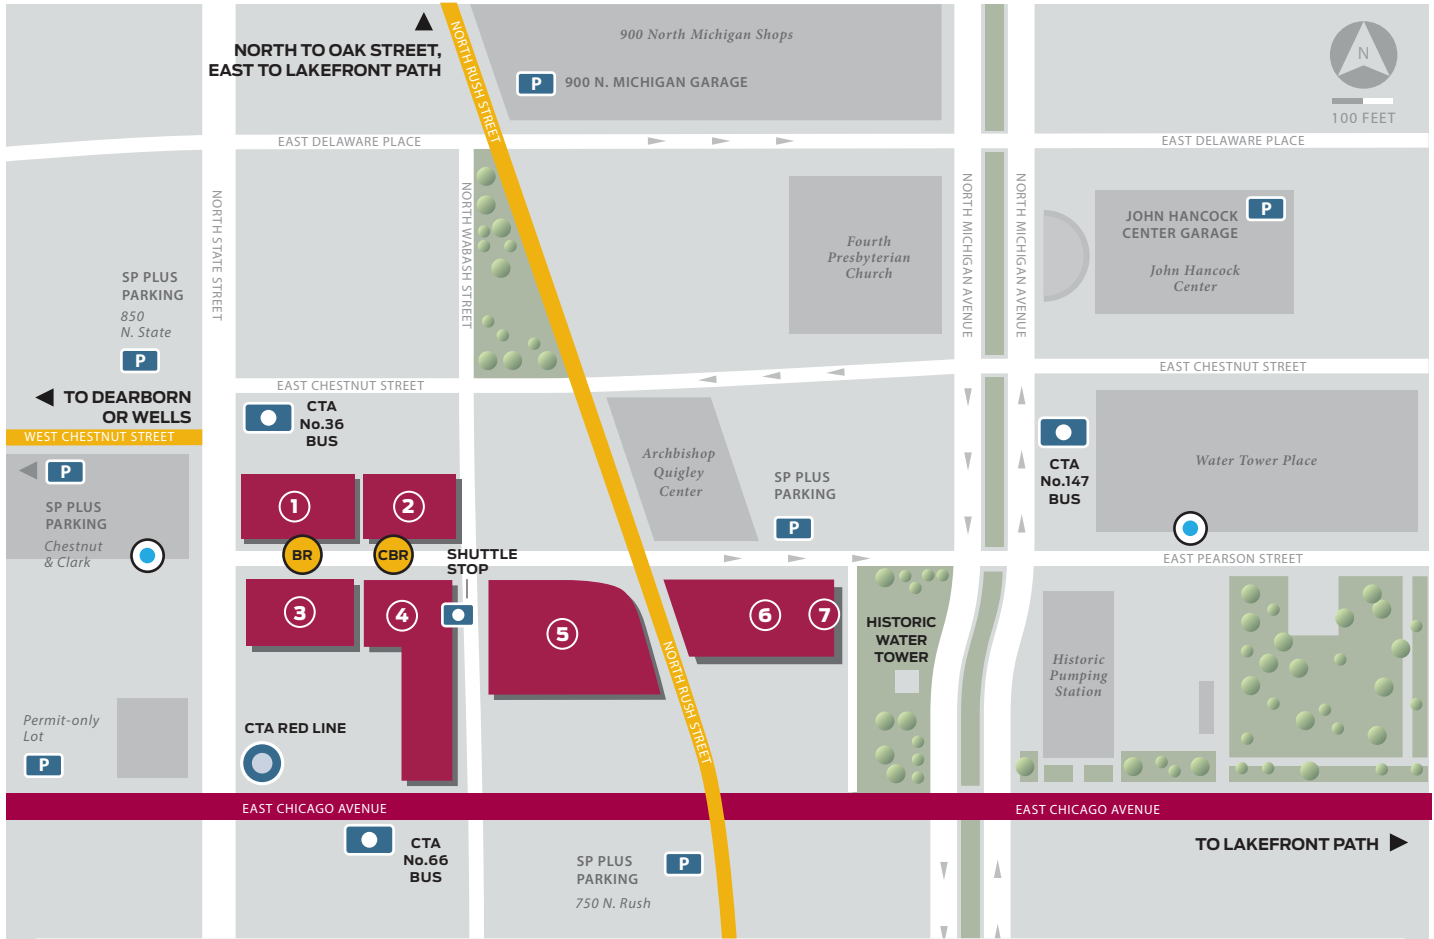 NORTH TO OAK STREET,
EAST TO LAKEFRONT PATH
NORTH RUSH STREET
900 North Michigan Shops
P
900 N. MICHIGAN GARAGE
N
100 FEET
EAST DELAWARE PLACE
EAST DELAWARE PLACE
NORTH STATE STREET
NORTH WABASH STREET
NORTH MICHIGAN AVENUE
NORTH MICHIGAN AVENUE
Fourth
Presbyterian
Church
JOHN HANCOCK
CENTER GARAGE
P
John Hancock
Center
SP PLUS
PARKING
850
N. State
P
TO DEARBORN
OR WELLS
WEST CHESTNUT STREET
EAST CHESTNUT STREET
EAST CHESTNUT STREET
CTA
No.36
BUS
P
SP PLUS
PARKING
Chestnut
& Clark
Archbishop
Quigley
Center
SP PLUS
PARKING
P
CTA
No.147
BUS
Water Tower Place
1
2
BR
CBR
SHUTTLE
STOP
EAST PEARSON STREET
3
4
5
6
7
NORTH RUSH STREET
HISTORIC
WATER
TOWER
Historic
Pumping
Station
Permit-only
Lot
P
CTA RED LINE
EAST CHICAGO AVENUE
EAST CHICAGO AVENUE
CTA
No.66
BUS
SP PLUS
PARKING
750 N. Rush
P
TO LAKEFRONT PATH